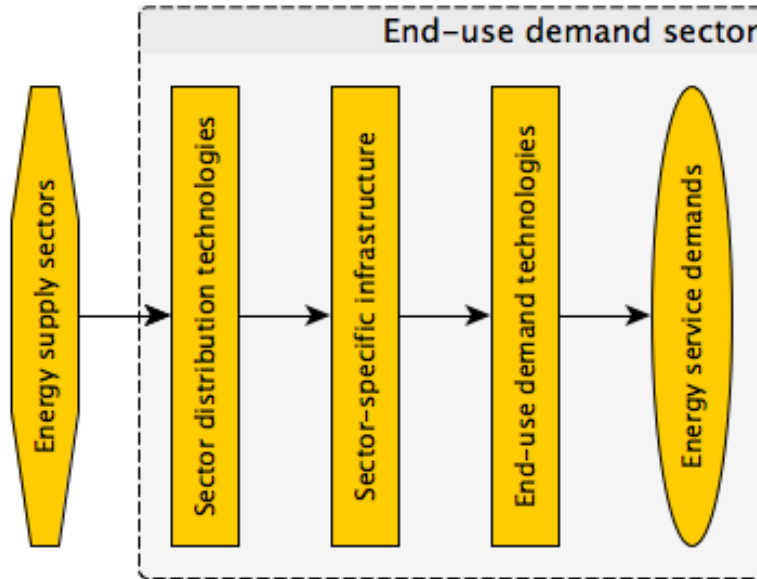 End-use demand sector
Energy supply sectors
Sector distribution technologies
Sector-specific infrastructure
End-use demand technologies
Energy service demands